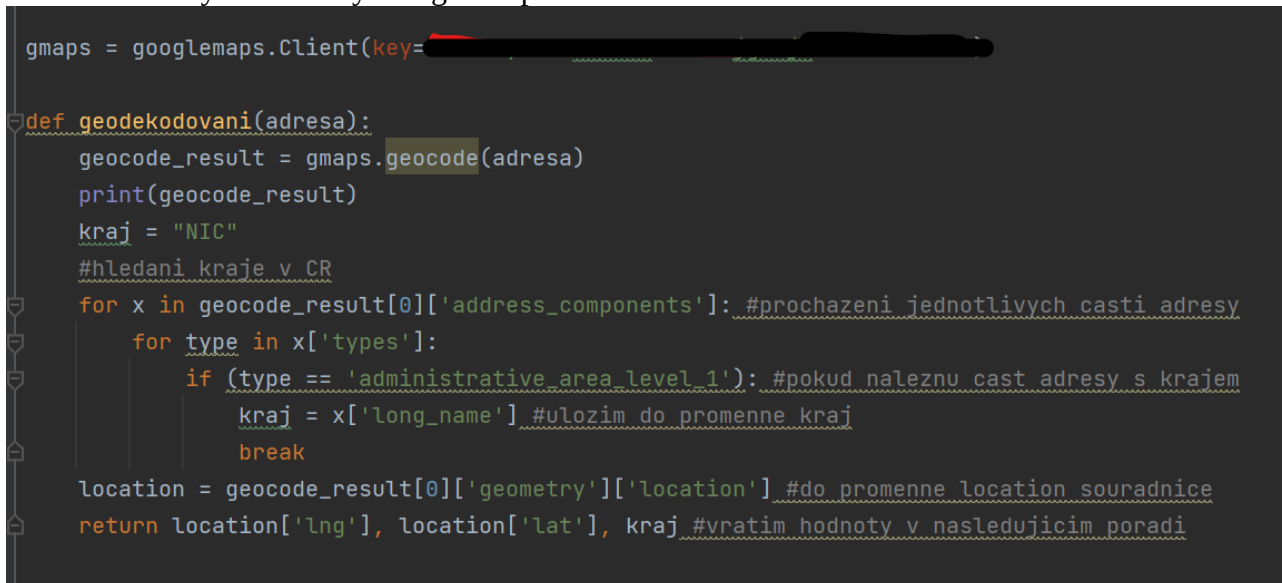 gmaps = googlemaps.Client(key=
def geodekodovani(adresa):
geocode_result = gmaps.geocode(adresa)
print(geocode_result)
kraj = "NIC"
#hledani kraje v CR
for x in geocode_result[0]['address_components']: #prochazeni jednotlivych casti adresy
for type in x['types']:
if (type == 'administrative_area_level_1'): #pokud naleznu cast adresy s krajem
kraj = x['long_name'] #ulozim do promenne kraj
break
location = geocode_result[0]['geometry']['location'] #do promenne location souradnice
return location['lng'], location['lat'], kraj #vratim hodnoty v nasledujicim poradi